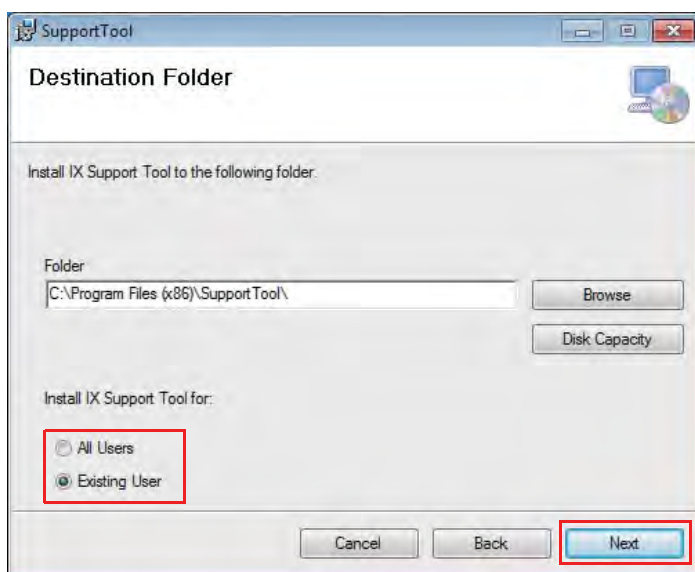 SupportTool
Destination Folder
Install IX Support Tool to the following folder.
Folder
C:\Program Files (x86)\SupportTool\
Browse
Disk Capacity
Install IX Support Tool for:
All Users
Existing User
Cancel Back Next